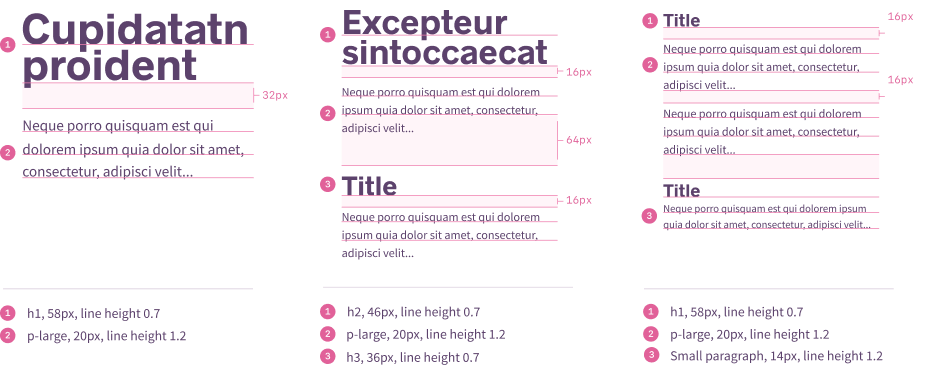 1
Cupidatatn
proident
32px
2
Neque porro quisquam est qui
dolorem ipsum quia dolor sit amet,
consectetur, adipisci velit...
1 h1, 58px, line height 0.7
2 p-large, 20px, line height 1.2
1
Excepteur
sintoccaecat
16px
2
Neque porro quisquam est qui dolorem
ipsum quia dolor sit amet, consectetur,
adipisci velit...
64px
3 Title
16px
Neque porro quisquam est qui dolorem
ipsum quia dolor sit amet, consectetur,
adipisci velit...
1 h2, 46px, line height 0.7
2 p-large, 20px, line height 1.2
3 h3, 36px, line height 0.7
1 Title
16px
2
Neque porro quisquam est qui dolorem
ipsum quia dolor sit amet, consectetur,
adipisci velit...
16px
Neque porro quisquam est qui dolorem
ipsum quia dolor sit amet, consectetur,
adipisci velit...
Title
3
Neque porro quisquam est qui dolorem ipsum
quia dolor sit amet, consectetur, adipisci velit...
1 h1, 58px, line height 0.7
2 p-large, 20px, line height 1.2
3 Small paragraph, 14px, line height 1.2